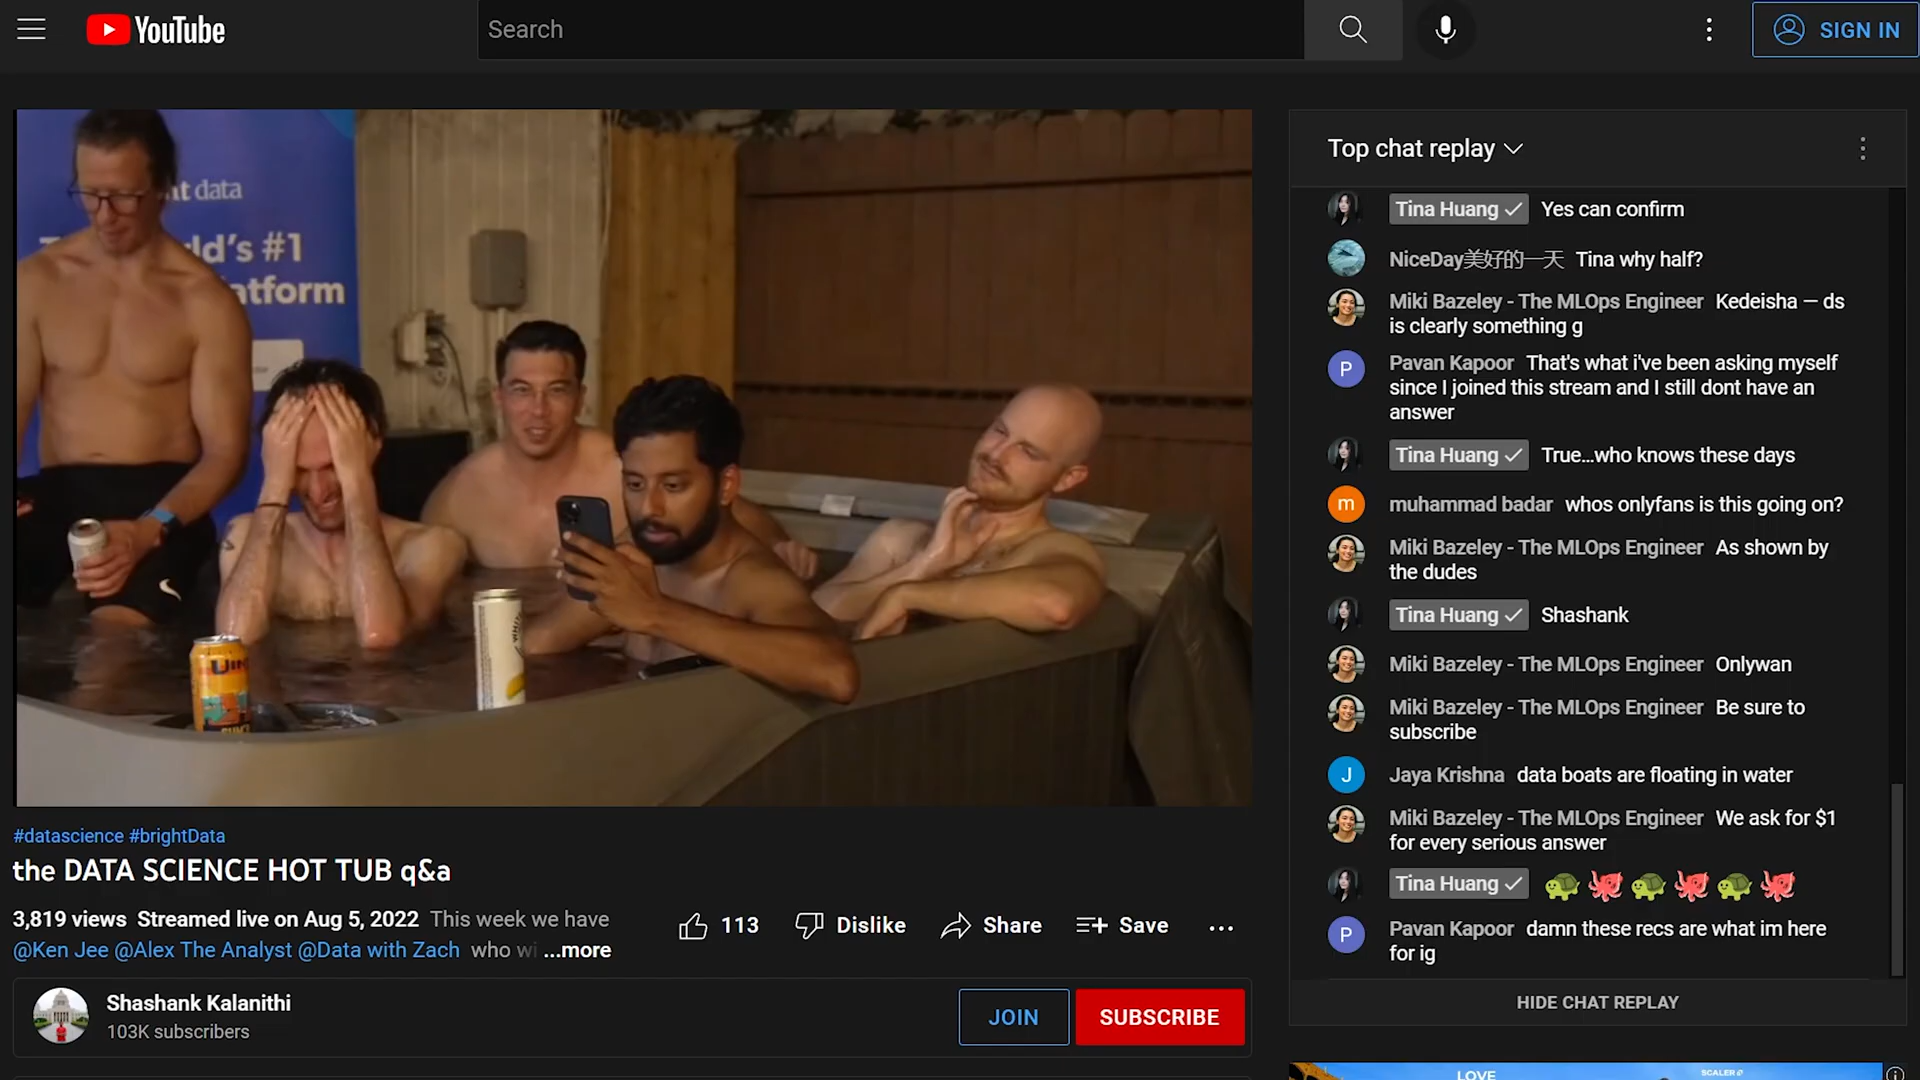 YouTube
Search
SIGN IN
nt data
ld's #1
atform
Top chat replay
Tina Huang Yes can confirm
NiceDay美好的一天 Tina why half?
Miki Bazeley - The MLOps Engineer Kedeisha — ds
is clearly something g
P Pavan Kapoor That's what i've been asking myself
since I joined this stream and I still dont have an
answer
Tina Huang True...who knows these days
m muhammad badar whos onlyfans is this going on?
Miki Bazeley - The MLOps Engineer As shown by
the dudes
Tina Huang Shashank
Miki Bazeley - The MLOps Engineer Onlywan
Miki Bazeley - The MLOps Engineer Be sure to
subscribe
J Jaya Krishna data boats are floating in water
Miki Bazeley - The MLOps Engineer We ask for $1
for every serious answer
Tina Huang
P Pavan Kapoor damn these recs are what im here
for ig
HIDE CHAT REPLAY
#datascience #brightData
the DATA SCIENCE HOT TUB q&a
3,819 views Streamed live on Aug 5, 2022 This week we have
@Ken Jee @Alex The Analyst @Data with Zach who wi ...more
113 Dislike Share Save
Shashank Kalanithi
103K subscribers
JOIN SUBSCRIBE
LOVE
SCALER